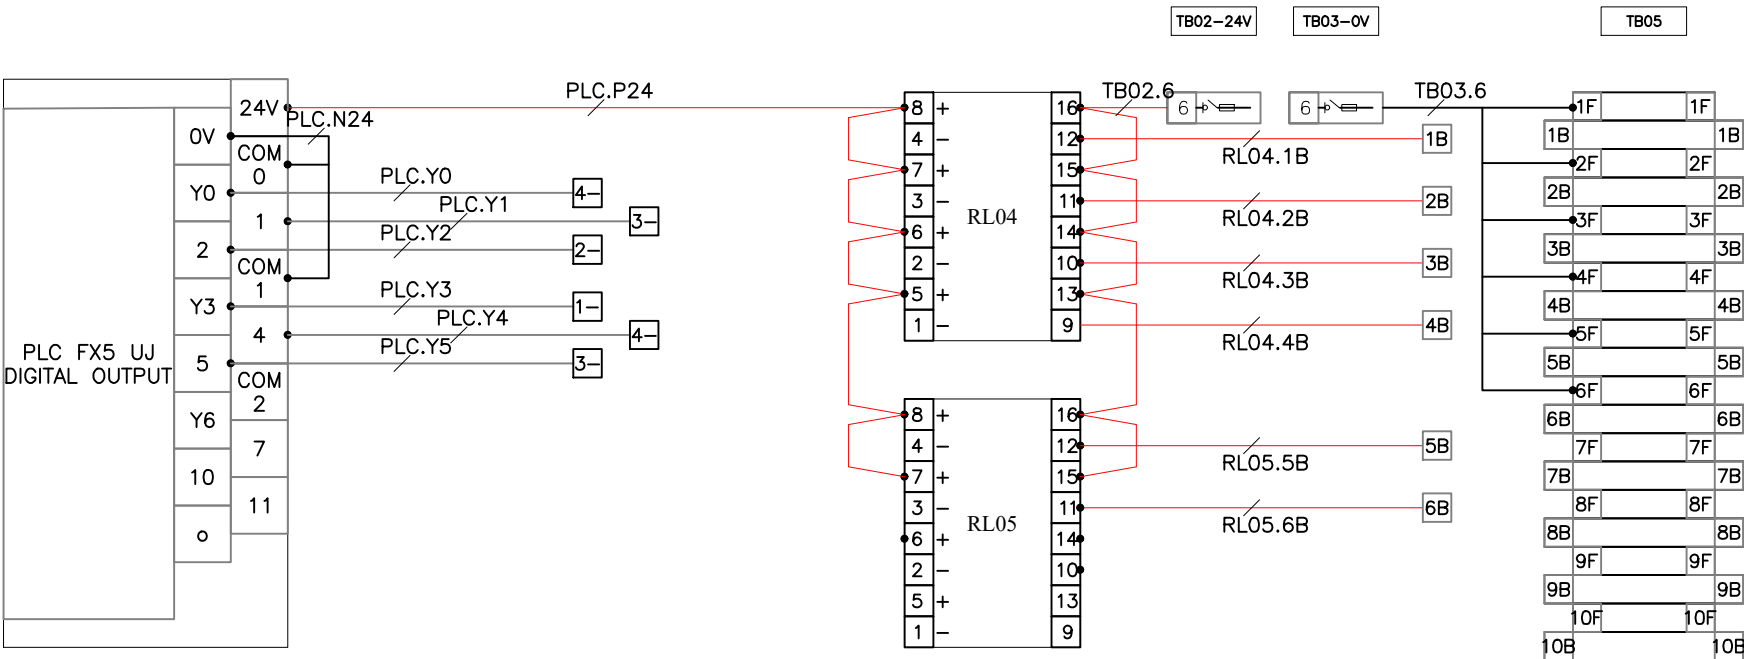 TB02-24V TB03-0V TB05
PLC FX5 UJ
DIGITAL OUTPUT
24V
0V
COM
0
Y0
1
2
COM
1
Y3
4
5
COM
2
Y6
7
10
11
o
PLC.P24
PLC.N24
PLC.Y0 4-
PLC.Y1 3-
PLC.Y2 2-
PLC.Y3 1-
PLC.Y4 4-
PLC.Y5 3-
RL04
8 + 16
4 - 12
7 + 15
3 - 11
6 + 14
2 - 10
5 + 13
1 - 9
RL05
8 + 16
4 - 12
7 + 15
3 - 11
6 + 14
2 - 10
5 + 13
1 - 9
TB02.6 6
6 TB03.6
RL04.1B 1B
RL04.2B 2B
RL04.3B 3B
RL04.4B 4B
RL05.5B 5B
RL05.6B 6B
1F 1F
1B 1B
2F 2F
2B 2B
3F 3F
3B 3B
4F 4F
4B 4B
5F 5F
5B 5B
6F 6F
6B 6B
7F 7F
7B 7B
8F 8F
8B 8B
9F 9F
9B 9B
10F 10F
10B 10B